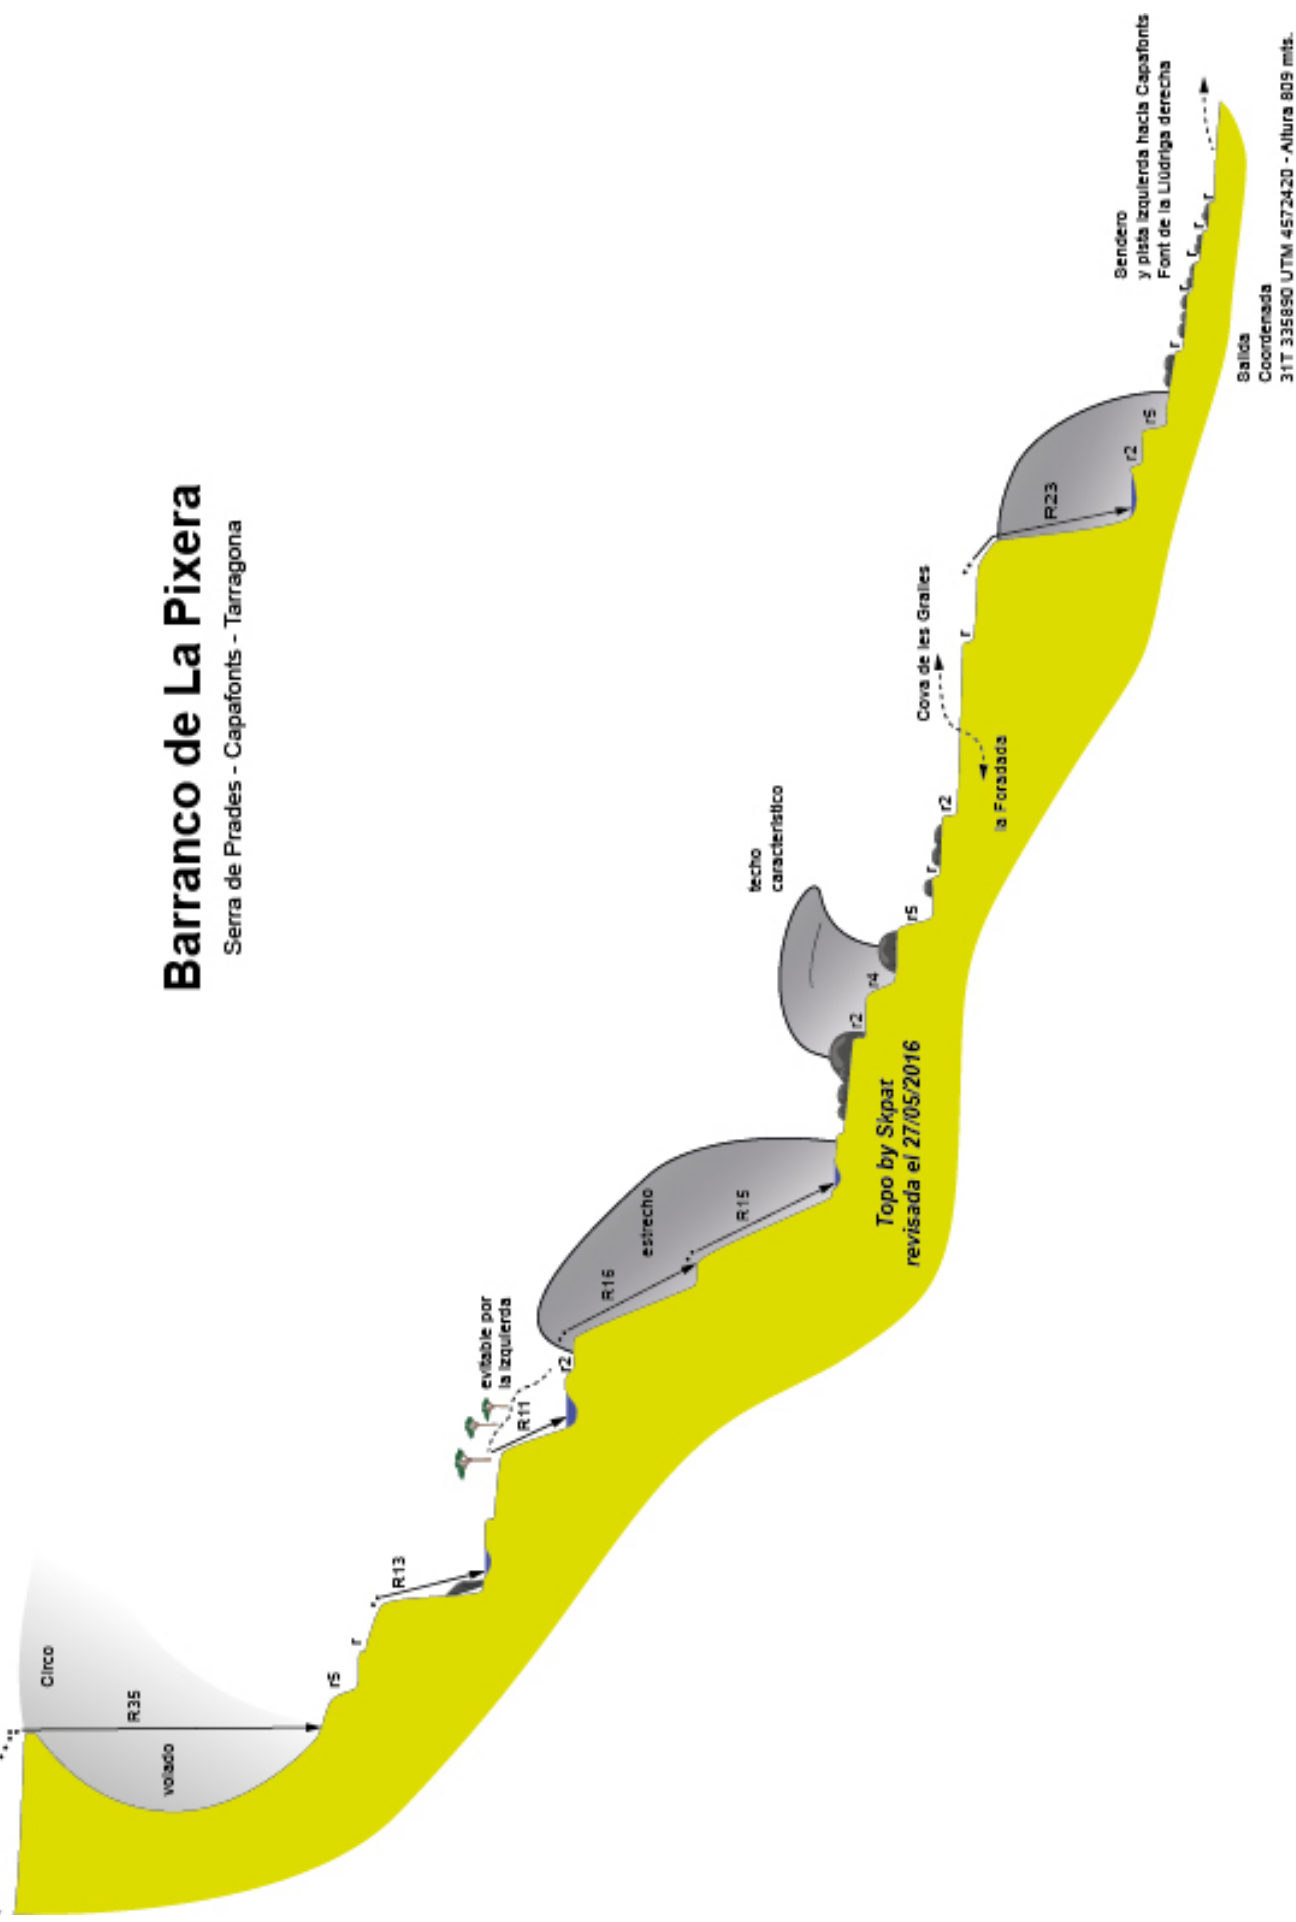 Barranco de La Pixera
Serra de Prades - Capafonts - Tarragona
Circo
R35
volado
r5
r
R13
evitable por
la izquierda
R11
r2
R16
estrecho
R15
techo
característico
r2
r4
r5
r
r2
Cova de les Gralles
la Foradada
r
R23
r2
r5
r
r
r
r
r
Sendero
y pista izquierda hacia Capafonts
Font de la Llúdriga derecha
Salida
Coordenada
31T 335890 UTM 4572420 - Altura 809 mts.
Topo by Skpat
revisada el 27/05/2016